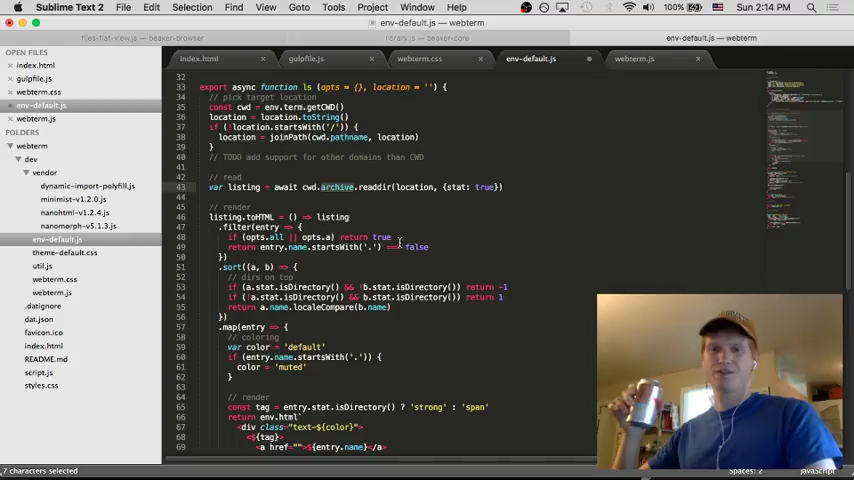 Sublime Text 2 File Edit Selection Find View Goto Tools Project Window Help 100% Sun 2:14 PM
env-default.js — webterm
files-flat-view.js — beaker-browser library.js — beaker-core env-default.js — webterm
OPEN FILES
index.html
gulpfile.js
webterm.css
env-default.js
webterm.js
FOLDERS
webterm
dev
vendor
dynamic-import-polyfill.js
minimist-v1.2.0.js
nanohtml-v1.2.4.js
nanomorph-v5.1.3.js
env-default.js
theme-default.css
util.js
webterm.css
webterm.js
.datignore
dat.json
favicon.ico
index.html
README.md
script.js
styles.css
index.html gulpfile.js webterm.css env-default.js webterm.js
32
33 export async function ls (opts = {}, location = '') {
34 // pick target location
35 const cwd = env.term.getCWD()
36 location = location.toString()
37 if (!location.startsWith('/')) {
38 location = joinPath(cwd.pathname, location)
39 }
40 // TODO add support for other domains than CWD
41
42 // read
43 var listing = await cwd.archive.readdir(location, {stat: true})
44
45 // render
46 listing.toHTML = () => listing
47 .filter(entry => {
48 if (opts.all || opts.a) return true
49 return entry.name.startsWith('.') === false
50 })
51 .sort((a, b) => {
52 // dirs on top
53 if (a.stat.isDirectory() && !b.stat.isDirectory()) return -1
54 if (!a.stat.isDirectory() && b.stat.isDirectory()) return 1
55 return a.name.localeCompare(b.name)
56 })
57 .map(entry => {
58 // coloring
59 var color = 'default'
60 if (entry.name.startsWith('.')) {
61 color = 'muted'
62 }
63
64 // render
65 const tag = entry.stat.isDirectory() ? 'strong' : 'span'
66 return env.html`
67 <div class="text-${color}">
68 <${tag}>
69 <a href="">${entry.name}</a>
7 characters selected Spaces: 2 JavaScript